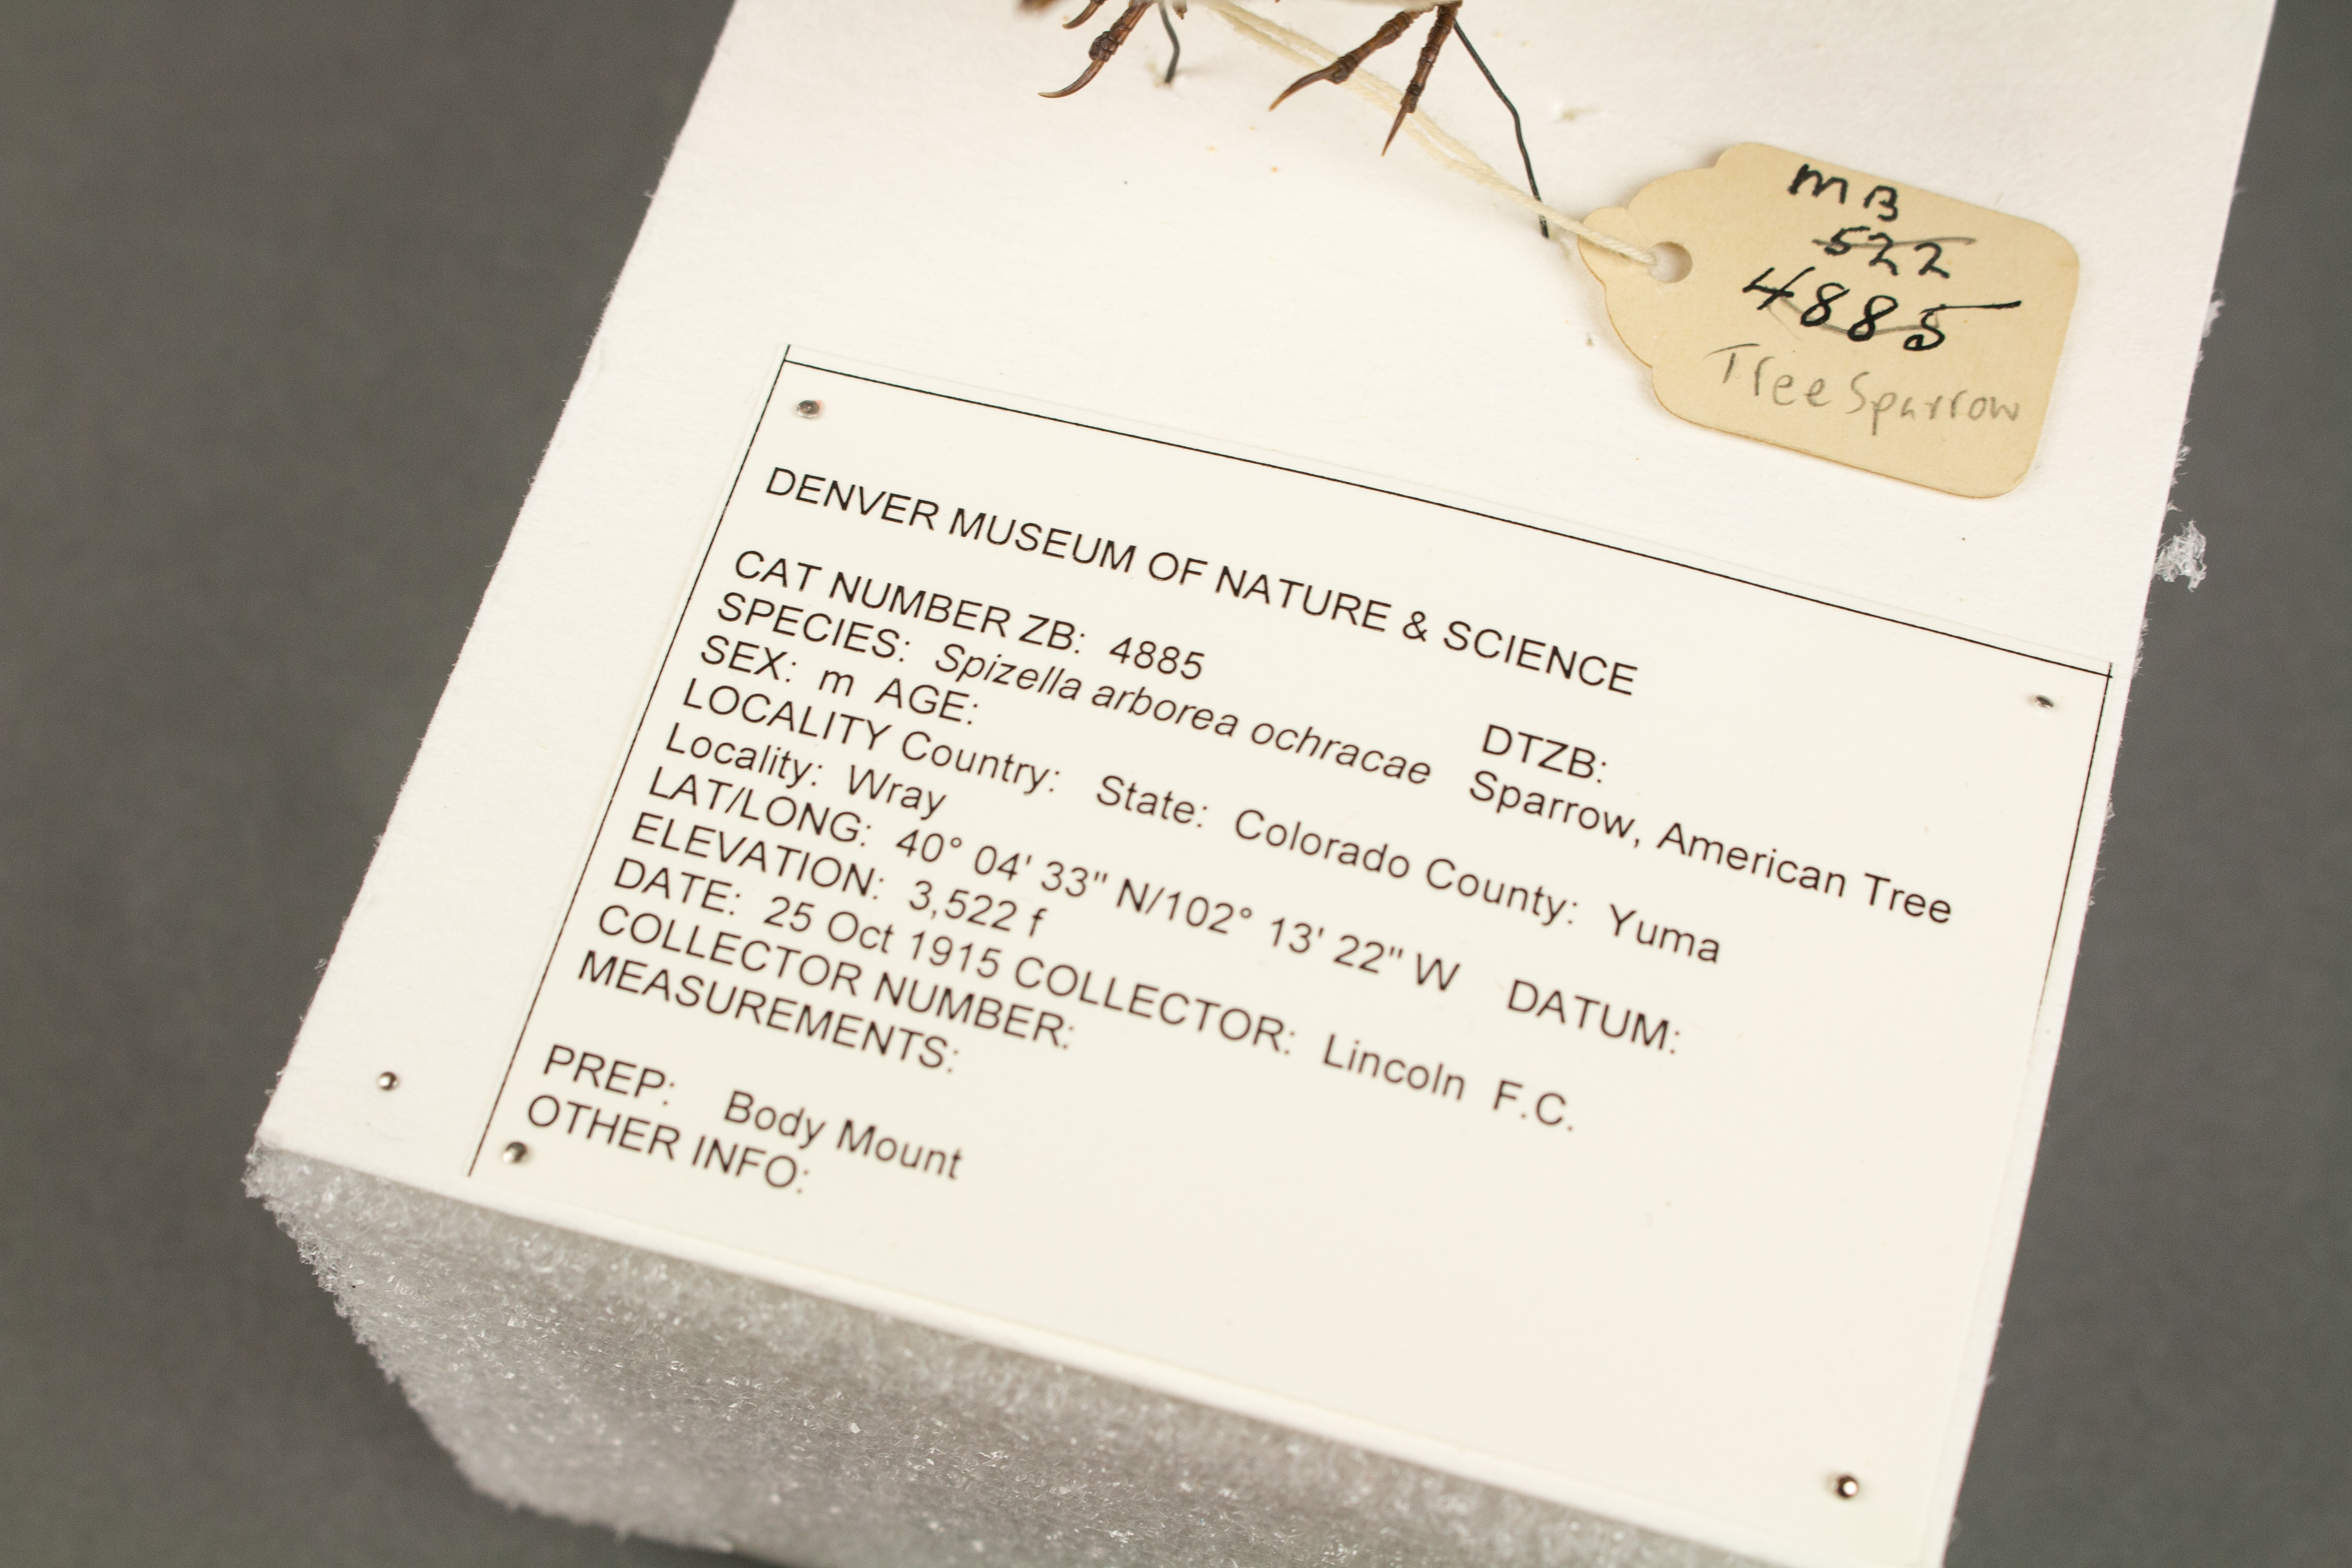 MB
522
4885
Tree Sparrow
DENVER MUSEUM OF NATURE & SCIENCE
CAT NUMBER ZB: 4885 DTZB:
SPECIES: Spizella arborea ochracae Sparrow, American Tree
SEX: m AGE:
LOCALITY Country: State: Colorado County: Yuma
Locality: Wray
LAT/LONG: 40° 04' 33" N/102° 13' 22" W DATUM:
ELEVATION: 3,522 f
DATE: 25 Oct 1915 COLLECTOR: Lincoln F.C.
COLLECTOR NUMBER:
MEASUREMENTS:
PREP: Body Mount
OTHER INFO: